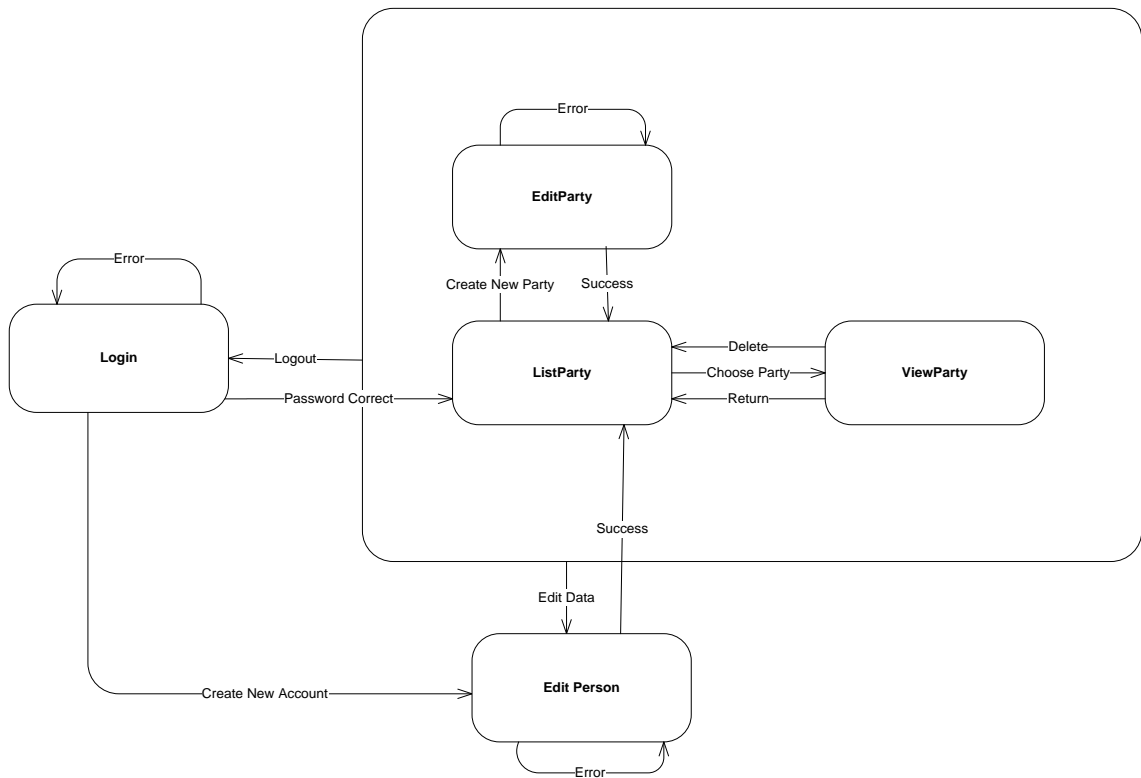 Error
EditParty
Error
Create New Party
Success
Login
Logout
ListParty
Delete
Choose Party
ViewParty
Password Correct
Return
Success
Edit Data
Edit Person
Create New Account
Error